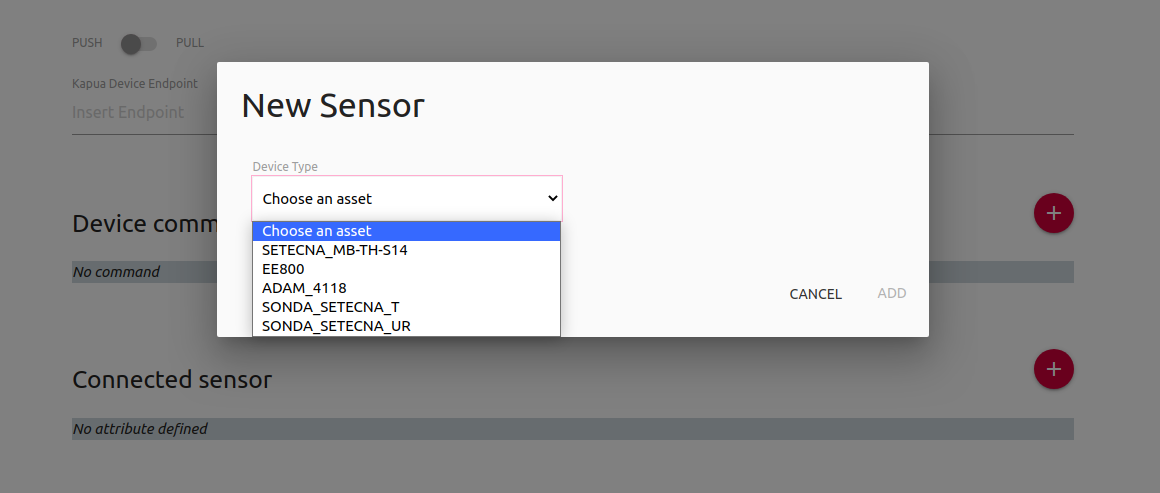 PUSH PULL
Kapua Device Endpoint
Insert Endpoint
New Sensor
Device Type
Choose an asset
Choose an asset
SETECNA_MB-TH-S14
EE800
ADAM_4118
SONDA_SETECNA_T
SONDA_SETECNA_UR
CANCEL ADD
Device comm
No command
Connected sensor
No attribute defined